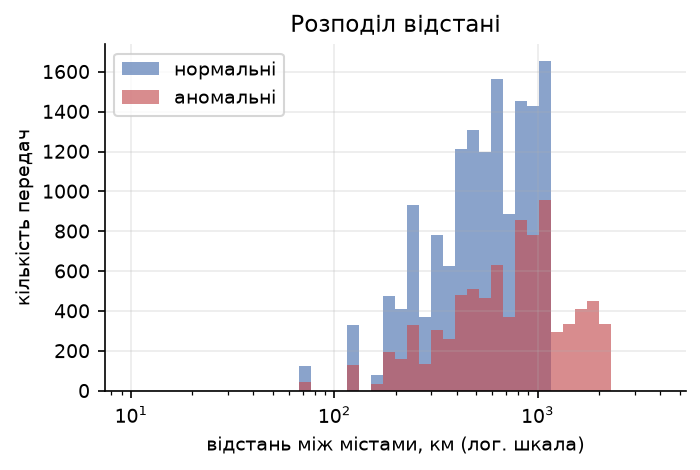 Розподіл відстані
нормальні
аномальні
кількість передач
1600
1400
1200
1000
800
600
400
200
0
10¹ 10² 10³
відстань між містами, км (лог. шкала)